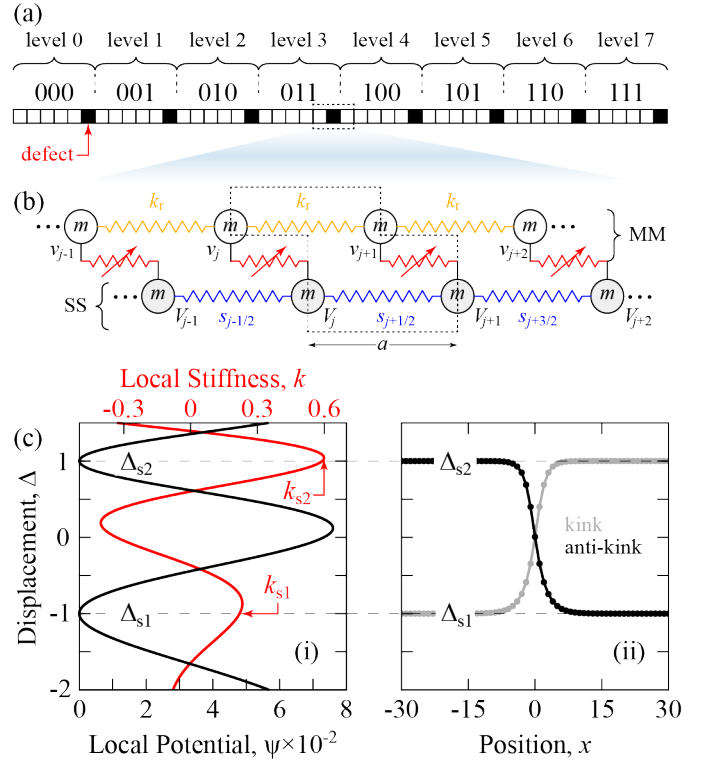 (a)
level 0 level 1 level 2 level 3 level 4 level 5 level 6 level 7
000 001 010 011 100 101 110 111
defect
(b)
k_r k_r k_r
m m m m
MM
v_{j-1} v_j v_{j+1} v_{j+2}
SS
m m m m
V_{j-1} s_{j-1/2} V_j s_{j+1/2} V_{j+1} s_{j+3/2} V_{j+2}
a
Local Stiffness, k
(c)
-0.3 0 0.3 0.6
1 0 -1 -2
Displacement, Δ
Δ_{s2}
k_{s2}
k_{s1}
Δ_{s1}
(i)
0 2 4 6 8
Local Potential, ψ×10^{-2}
Δ_{s2}
kink
anti-kink
Δ_{s1}
(ii)
-30 -15 0 15 30
Position, x